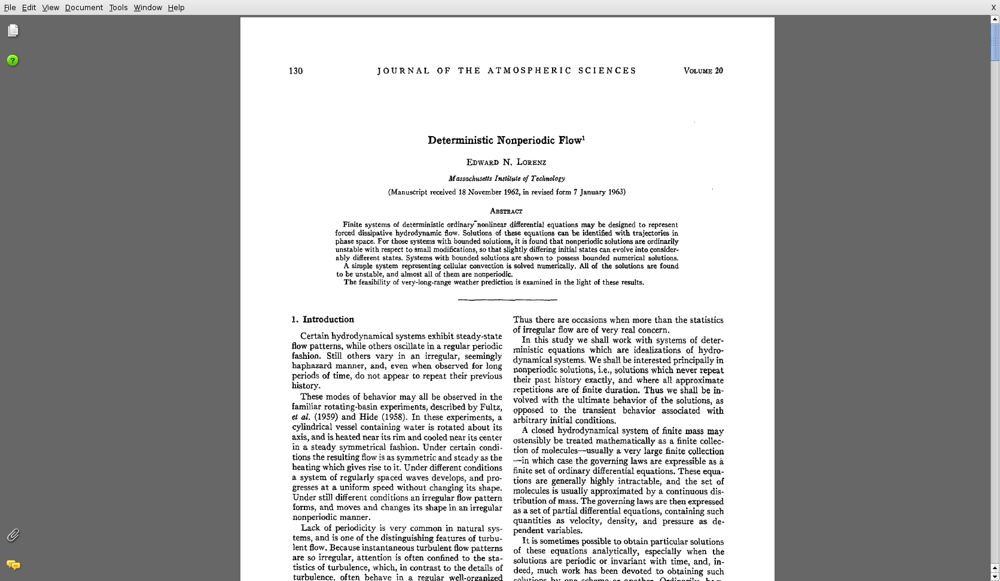 File Edit View Document Tools Window Help X
130 JOURNAL OF THE ATMOSPHERIC SCIENCES VOLUME 20
Deterministic Nonperiodic Flow¹
EDWARD N. LORENZ
Massachusetts Institute of Technology
(Manuscript received 18 November 1962, in revised form 7 January 1963)
ABSTRACT
Finite systems of deterministic ordinary nonlinear differential equations may be designed to represent
forced dissipative hydrodynamic flow. Solutions of these equations can be identified with trajectories in
phase space. For those systems with bounded solutions, it is found that nonperiodic solutions are ordinarily
unstable with respect to small modifications, so that slightly differing initial states can evolve into consider-
ably different states. Systems with bounded solutions are shown to possess bounded numerical solutions.
A simple system representing cellular convection is solved numerically. All of the solutions are found
to be unstable, and almost all of them are nonperiodic.
The feasibility of very-long-range weather prediction is examined in the light of these results.
1. Introduction
Certain hydrodynamical systems exhibit steady-state
flow patterns, while others oscillate in a regular periodic
fashion. Still others vary in an irregular, seemingly
haphazard manner, and, even when observed for long
periods of time, do not appear to repeat their previous
history.
These modes of behavior may all be observed in the
familiar rotating-basin experiments, described by Fultz,
et al. (1959) and Hide (1958). In these experiments, a
cylindrical vessel containing water is rotated about its
axis, and is heated near its rim and cooled near its center
in a steady symmetrical fashion. Under certain condi-
tions the resulting flow is as symmetric and steady as the
heating which gives rise to it. Under different conditions
a system of regularly spaced waves develops, and pro-
gresses at a uniform speed without changing its shape.
Under still different conditions an irregular flow pattern
forms, and moves and changes its shape in an irregular
nonperiodic manner.
Lack of periodicity is very common in natural sys-
tems, and is one of the distinguishing features of turbu-
lent flow. Because instantaneous turbulent flow patterns
are so irregular, attention is often confined to the sta-
tistics of turbulence, which, in contrast to the details of
turbulence, often behave in a regular well-organized
Thus there are occasions when more than the statistics
of irregular flow are of very real concern.
In this study we shall work with systems of deter-
ministic equations which are idealizations of hydro-
dynamical systems. We shall be interested principally in
nonperiodic solutions, i.e., solutions which never repeat
their past history exactly, and where all approximate
repetitions are of finite duration. Thus we shall be in-
volved with the ultimate behavior of the solutions, as
opposed to the transient behavior associated with
arbitrary initial conditions.
A closed hydrodynamical system of finite mass may
ostensibly be treated mathematically as a finite collec-
tion of molecules—usually a very large finite collection
—in which case the governing laws are expressible as a
finite set of ordinary differential equations. These equa-
tions are generally highly intractable, and the set of
molecules is usually approximated by a continuous dis-
tribution of mass. The governing laws are then expressed
as a set of partial differential equations, containing such
quantities as velocity, density, and pressure as de-
pendent variables.
It is sometimes possible to obtain particular solutions
of these equations analytically, especially when the
solutions are periodic or invariant with time, and, in-
deed, much work has been devoted to obtaining such
solutions by one scheme or another. Ordinarily, how-